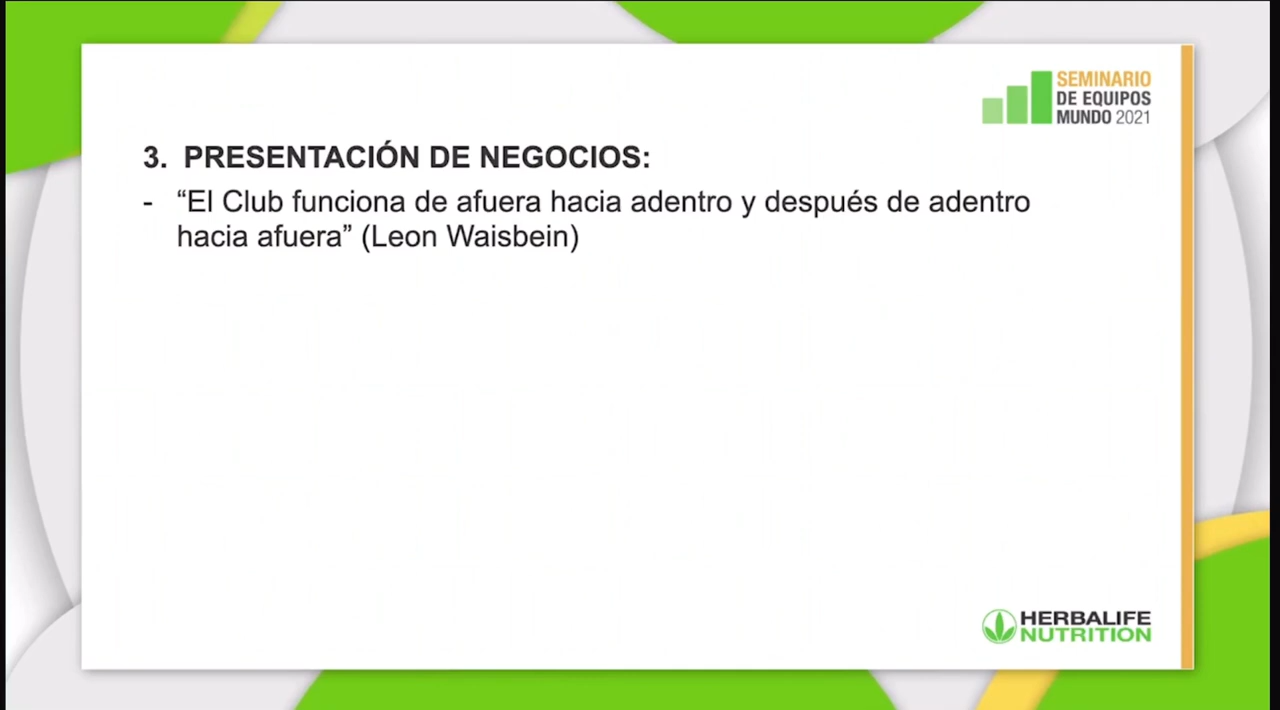 SEMINARIO
DE EQUIPOS
MUNDO 2021
3. PRESENTACIÓN DE NEGOCIOS:
- “El Club funciona de afuera hacia adentro y después de adentro
hacia afuera” (Leon Waisbein)
HERBALIFE
NUTRITION